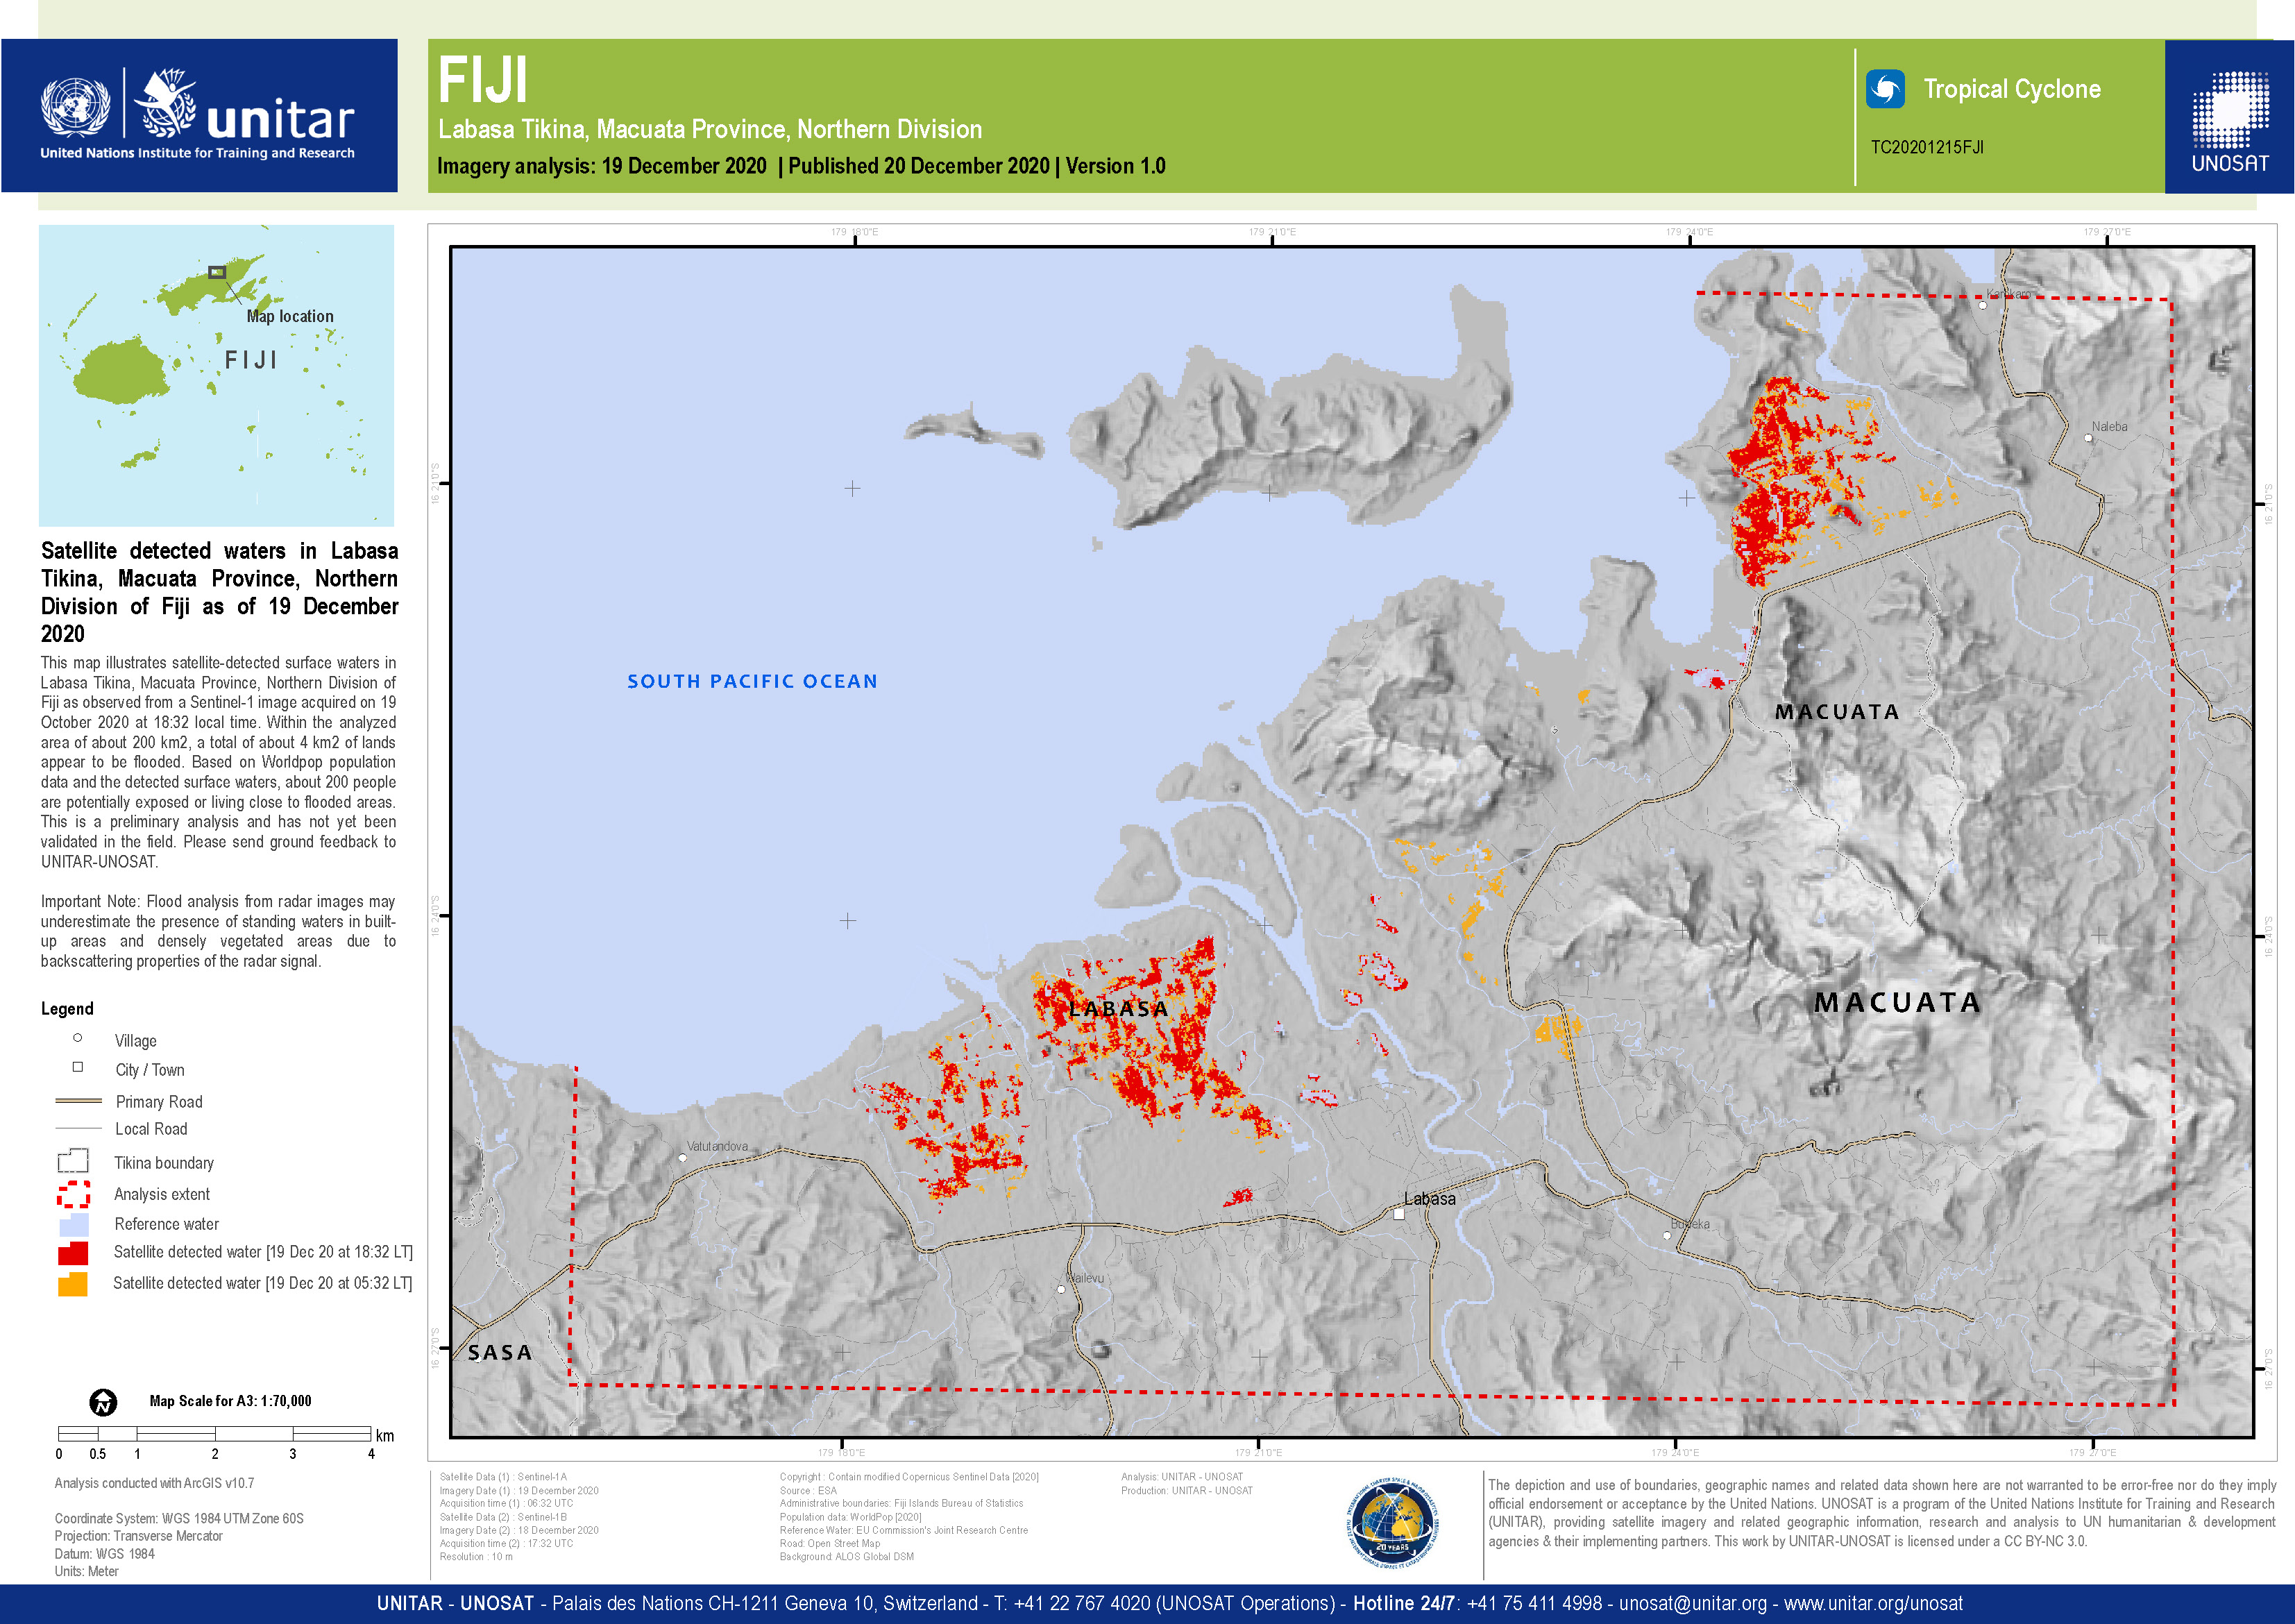 unitar
United Nations Institute for Training and Research
FIJI
Labasa Tikina, Macuata Province, Northern Division
Imagery analysis: 19 December 2020 | Published 20 December 2020 | Version 1.0
Tropical Cyclone
TC20201215FJI
UNOSAT
Map location
FIJI
Satellite detected waters in Labasa
Tikina, Macuata Province, Northern
Division of Fiji as of 19 December
2020
This map illustrates satellite-detected surface waters in
Labasa Tikina, Macuata Province, Northern Division of
Fiji as observed from a Sentinel-1 image acquired on 19
October 2020 at 18:32 local time. Within the analyzed
area of about 200 km2, a total of about 4 km2 of lands
appear to be flooded. Based on Worldpop population
data and the detected surface waters, about 200 people
are potentially exposed or living close to flooded areas.
This is a preliminary analysis and has not yet been
validated in the field. Please send ground feedback to
UNITAR-UNOSAT.
Important Note: Flood analysis from radar images may
underestimate the presence of standing waters in built-
up areas and densely vegetated areas due to
backscattering properties of the radar signal.
Legend
Village
City / Town
Primary Road
Local Road
Tikina boundary
Analysis extent
Reference water
Satellite detected water [19 Dec 20 at 18:32 LT]
Satellite detected water [19 Dec 20 at 05:32 LT]
N
Map Scale for A3: 1:70,000
km
0 0.5 1 2 3 4
Analysis conducted with ArcGIS v10.7
Coordinate System: WGS 1984 UTM Zone 60S
Projection: Transverse Mercator
Datum: WGS 1984
Units: Meter
179 18'0"E 179 21'0"E 179 24'0"E 179 27'0"E
16 21'0"S 16 21'0"S
16 24'0"S 16 24'0"S
16 27'0"S 16 27'0"S
Naleba
SOUTH PACIFIC OCEAN
MACUATA
MACUATA
LABASA
Vatutandova
Labasa
SASA
179 18'0"E 179 21'0"E 179 24'0"E 179 27'0"E
Satellite Data (1) : Sentinel-1A
Imagery Date (1) : 19 December 2020
Acquisition time (1) : 06:32 UTC
Satellite Data (2) : Sentinel-1B
Imagery Date (2) : 18 December 2020
Acquisition time (2) : 17:32 UTC
Resolution : 10 m
Copyright : Contain modified Copernicus Sentinel Data [2020]
Source : ESA
Administrative boundaries: Fiji Islands Bureau of Statistics
Population data: WorldPop [2020]
Reference Water: EU Commission's Joint Research Centre
Road: Open Street Map
Background: ALOS Global DSM
Analysis: UNITAR - UNOSAT
Production: UNITAR - UNOSAT
20 YEARS
The depiction and use of boundaries, geographic names and related data shown here are not warranted to be error-free nor do they imply
official endorsement or acceptance by the United Nations. UNOSAT is a program of the United Nations Institute for Training and Research
(UNITAR), providing satellite imagery and related geographic information, research and analysis to UN humanitarian & development
agencies & their implementing partners. This work by UNITAR-UNOSAT is licensed under a CC BY-NC 3.0.
UNITAR - UNOSAT - Palais des Nations CH-1211 Geneva 10, Switzerland - T: +41 22 767 4020 (UNOSAT Operations) - Hotline 24/7: +41 75 411 4998 - unosat@unitar.org - www.unitar.org/unosat